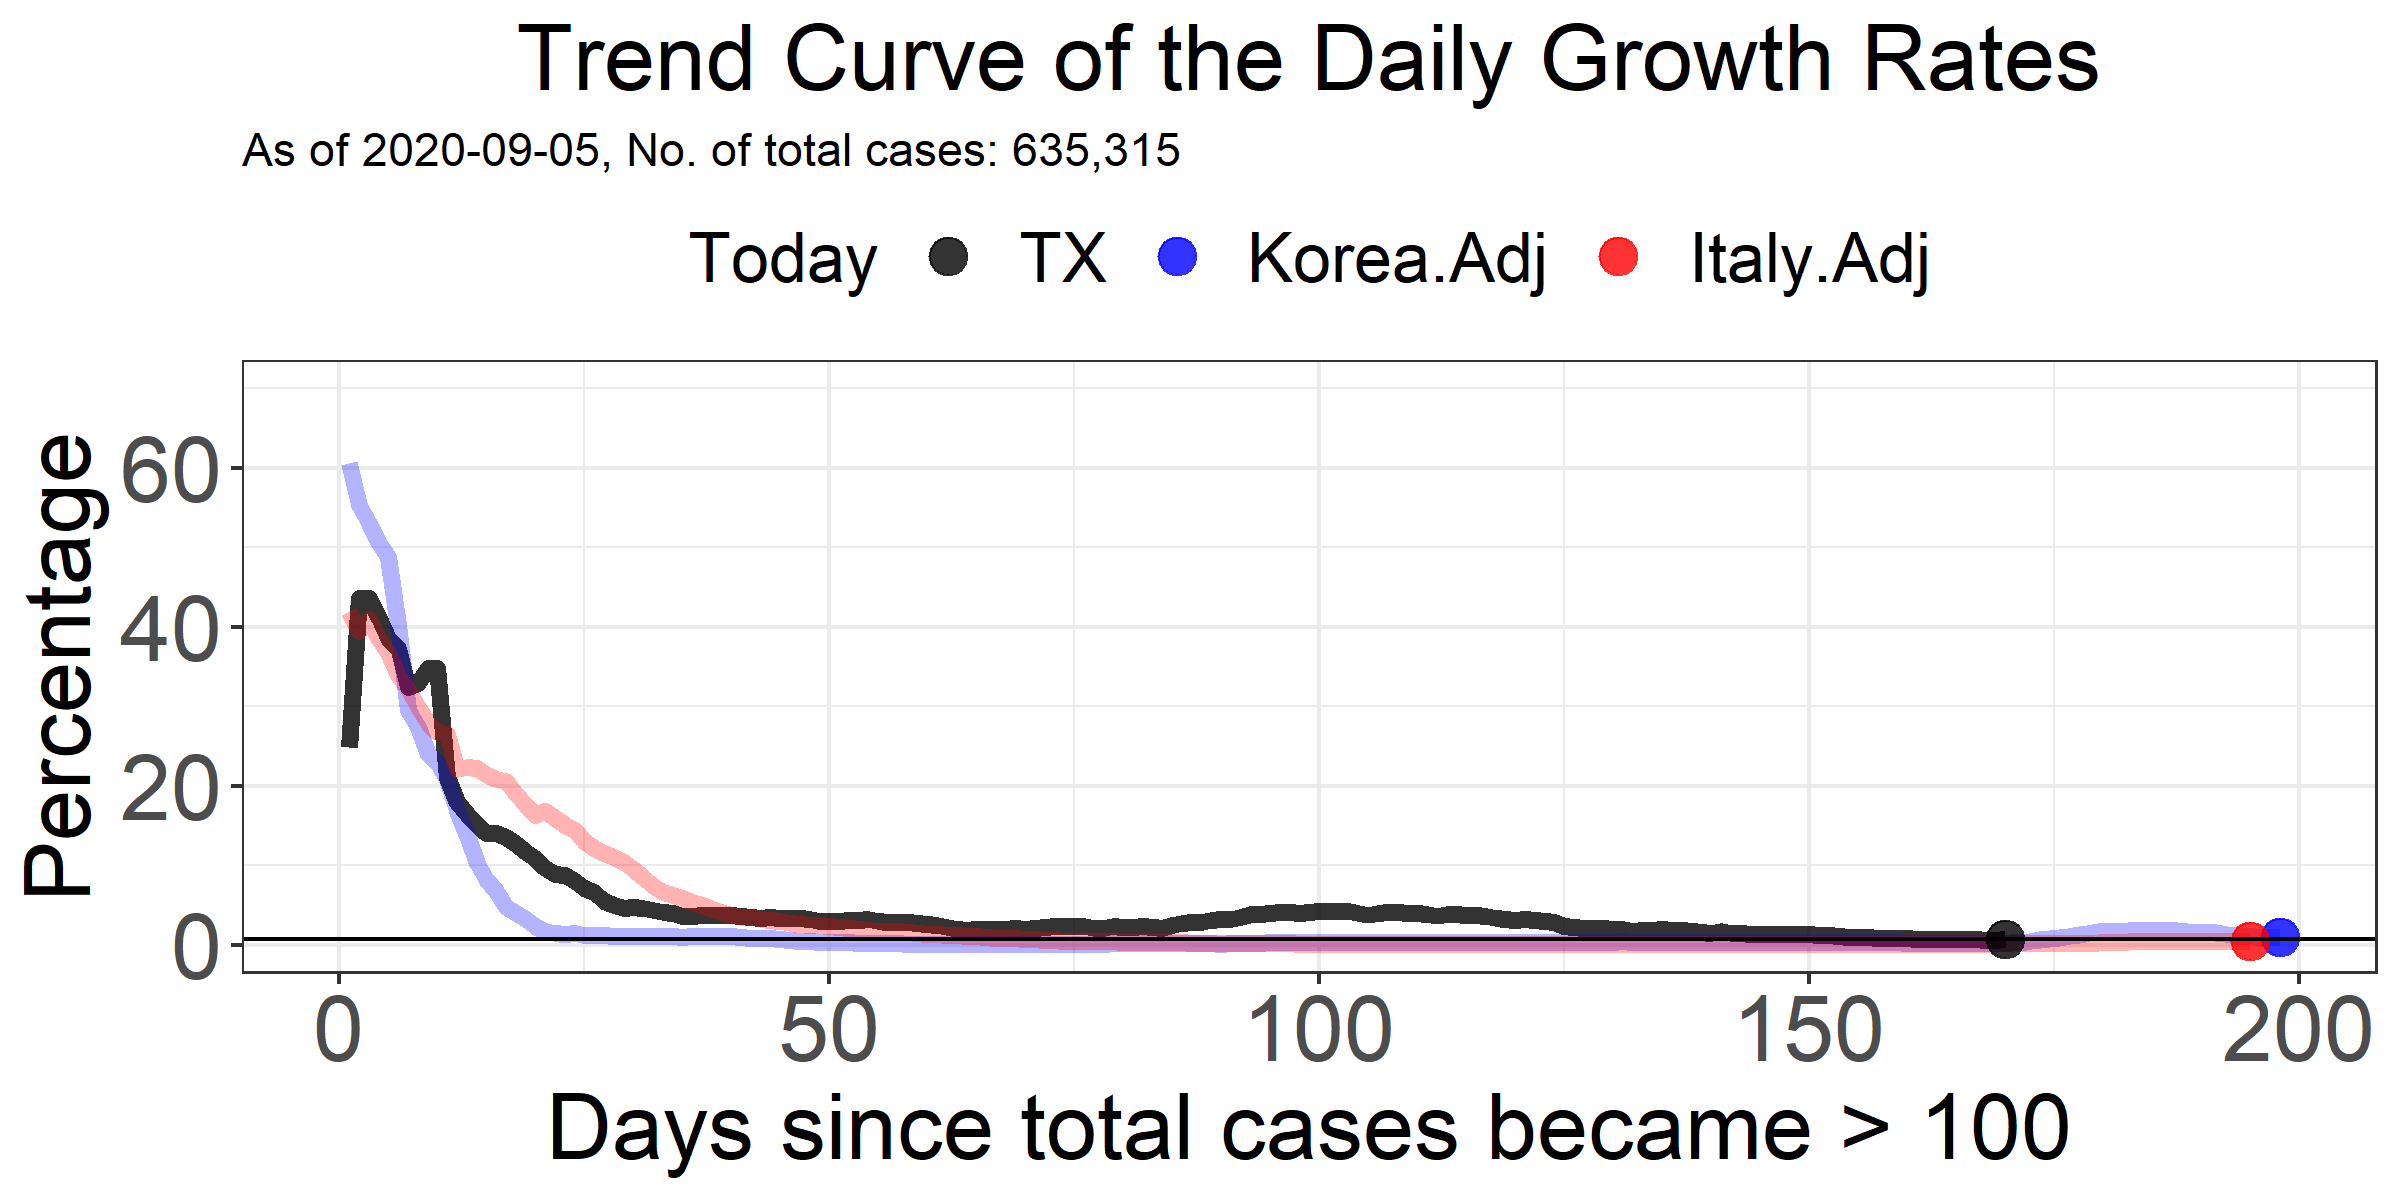 Trend Curve of the Daily Growth Rates
As of 2020-09-05, No. of total cases: 635,315
Today TX Korea.Adj Italy.Adj
Percentage
60
40
20
0
0 50 100 150 200
Days since total cases became > 100